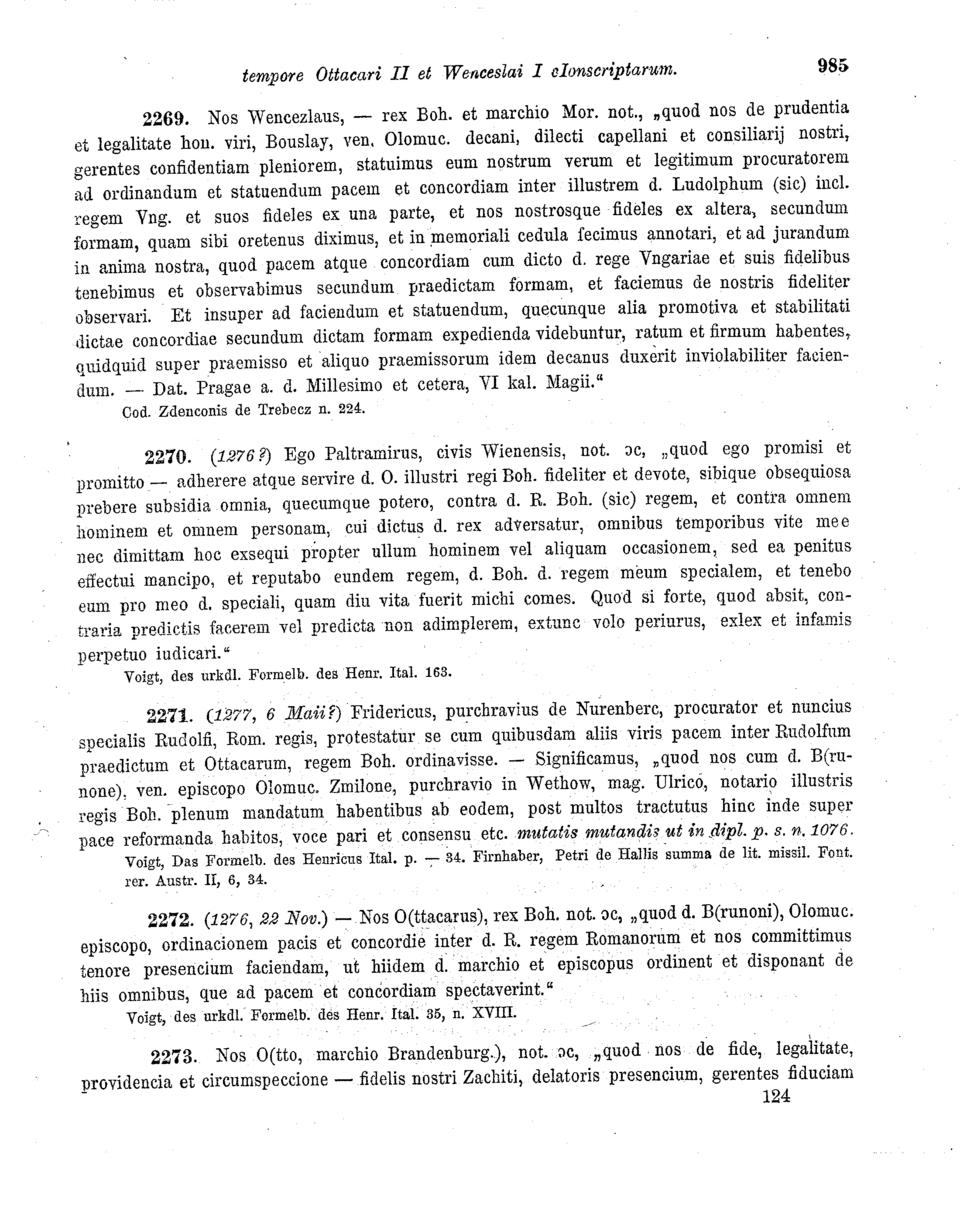 tempore Ottacari II et Wenceslai I clonscriptarum. 985
2269. Nos Wencezlaus, — rex Boh. et marchio Mor. not., „quod nos de prudentia
et legalitate hon. viri, Bouslay, ven. Olomuc. decani, dilecti capellani et consiliarij nostri,
gerentes confidentiam pleniorem, statuimus eum nostrum verum et legitimum procuratorem
ad ordinandum et statuendum pacem et concordiam inter illustrem d. Ludolphum (sic) incl.
regem Vng. et suos fideles ex una parte, et nos nostrosque fideles ex altera, secundum
formam, quam sibi oretenus diximus, et in memoriali cedula fecimus annotari, et ad jurandum
in anima nostra, quod pacem atque concordiam cum dicto d. rege Vngariae et suis fidelibus
tenebimus et observabimus secundum praedictam formam, et faciemus de nostris fideliter
observari. Et insuper ad faciendum et statuendum, quecunque alia promotiva et stabilitati
dictae concordiae secundum dictam formam expedienda videbuntur, ratum et firmum habentes,
quidquid super praemisso et aliquo praemissorum idem decanus duxerit inviolabiliter facien-
dum. — Dat. Pragae a. d. Millesimo et cetera, VI kal. Magii.“
Cod. Zdenconis de Trebecz n. 224.
2270. (1276?) Ego Paltramirus, civis Wienensis, not. ɔc, „quod ego promisi et
promitto — adherere atque servire d. O. illustri regi Boh. fideliter et devote, sibique obsequiosa
prebere subsidia omnia, quecumque potero, contra d. R. Boh. (sic) regem, et contra omnem
hominem et omnem personam, cui dictus d. rex adversatur, omnibus temporibus vite mee
nec dimittam hoc exsequi propter ullum hominem vel aliquam occasionem, sed ea penitus
effectui mancipo, et reputabo eundem regem, d. Boh. d. regem meum specialem, et tenebo
eum pro meo d. speciali, quam diu vita fuerit michi comes. Quod si forte, quod absit, con-
traria predictis facerem vel predicta non adimplerem, extunc volo periurus, exlex et infamis
perpetuo iudicari.“
Voigt, des urkdl. Formelb. des Henr. Ital. 163.
2271. (1277, 6 Maii?) Fridericus, purchravius de Nurenberc, procurator et nuncius
specialis Rudolfi, Rom. regis, protestatur se cum quibusdam aliis viris pacem inter Rudolfum
praedictum et Ottacarum, regem Boh. ordinavisse. — Significamus, „quod nos cum d. B(ru-
none), ven. episcopo Olomuc. Zmilone, purchravio in Wethow, mag. Ulrico, notario illustris
regis Boh. plenum mandatum habentibus ab eodem, post multos tractutus hinc inde super
pace reformanda habitos, voce pari et consensu etc. mutatis mutandis ut in dipl. p. s. n. 1076.
Voigt, Das Formelb. des Henricus Ital. p. — 34. Firnhaber, Petri de Hallis summa de lit. missil. Font.
rer. Austr. II, 6, 34.
2272. (1276, 22 Nov.) — Nos O(ttacarus), rex Boh. not. ɔc, „quod d. B(runoni), Olomuc.
episcopo, ordinacionem pacis et concordie inter d. R. regem Romanorum et nos committimus
tenore presencium faciendam, ut hiidem d. marchio et episcopus ordinent et disponant de
hiis omnibus, que ad pacem et concordiam spectaverint.“
Voigt, des urkdl. Formelb. des Henr. Ital. 35, n. XVIII.
2273. Nos O(tto, marchio Brandenburg.), not. ɔc, „quod nos de fide, legalitate,
providencia et circumspeccione — fidelis nostri Zachiti, delatoris presencium, gerentes fiduciam
124